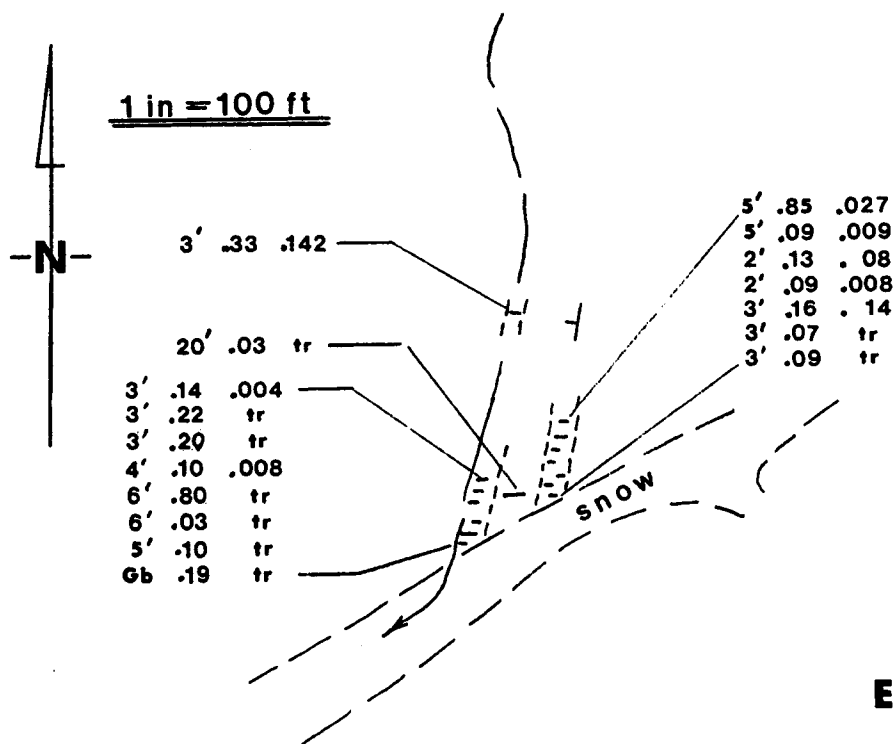 1 in = 100 ft
-N-
3' .33 .142
20' .03 tr
3' .14 .004
3' .22 tr
3' .20 tr
4' .10 .008
6' .80 tr
6' .03 tr
5' .10 tr
Gb .19 tr
5' .85 .027
5' .09 .009
2' .13 .08
2' .09 .008
3' .16 .14
3' .07 tr
3' .09 tr
snow
E